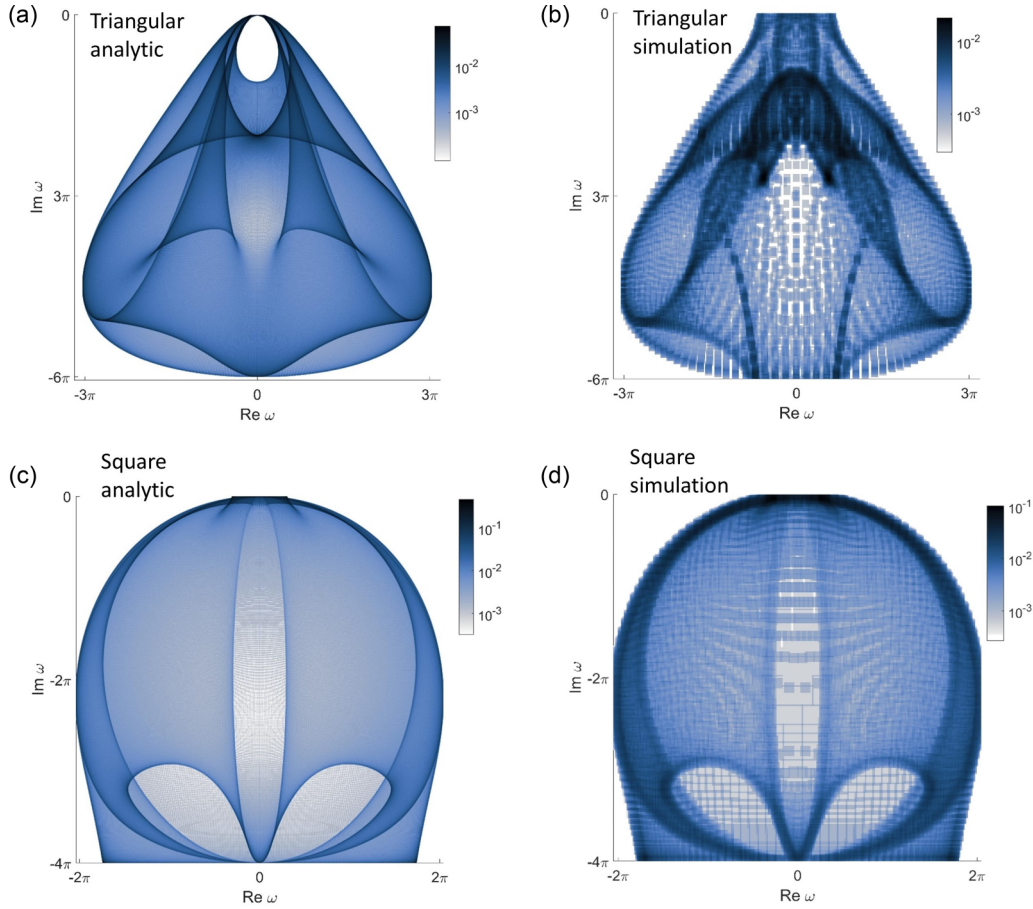 (a)
Triangular
analytic
10⁻²
10⁻³
0
3π
-6π
Im ω
-3π
0
3π
Re ω
(b)
Triangular
simulation
10⁻²
10⁻³
0
3π
-6π
Im ω
-3π
0
3π
Re ω
(c)
Square
analytic
10⁻¹
10⁻²
10⁻³
0
-2π
-4π
Im ω
-2π
0
2π
Re ω
(d)
Square
simulation
10⁻¹
10⁻²
10⁻³
0
-2π
-4π
Im ω
-2π
0
2π
Re ω